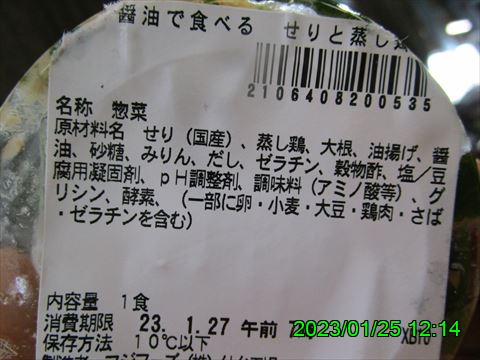 醤油で食べる せりと蒸し鶏
2106408200535
名称 惣菜
原材料名 せり（国産）、蒸し鶏、大根、油揚げ、醤
油、砂糖、みりん、だし、ゼラチン、穀物酢、塩／豆
腐用凝固剤、ｐＨ調整剤、調味料（アミノ酸等）、グ
リシン、酵素、（一部に卵・小麦・大豆・鶏肉・さば
・ゼラチンを含む）
内容量 1食
消費期限 23. 1.27 午前
保存方法 10℃以下
2023/01/25 12:14